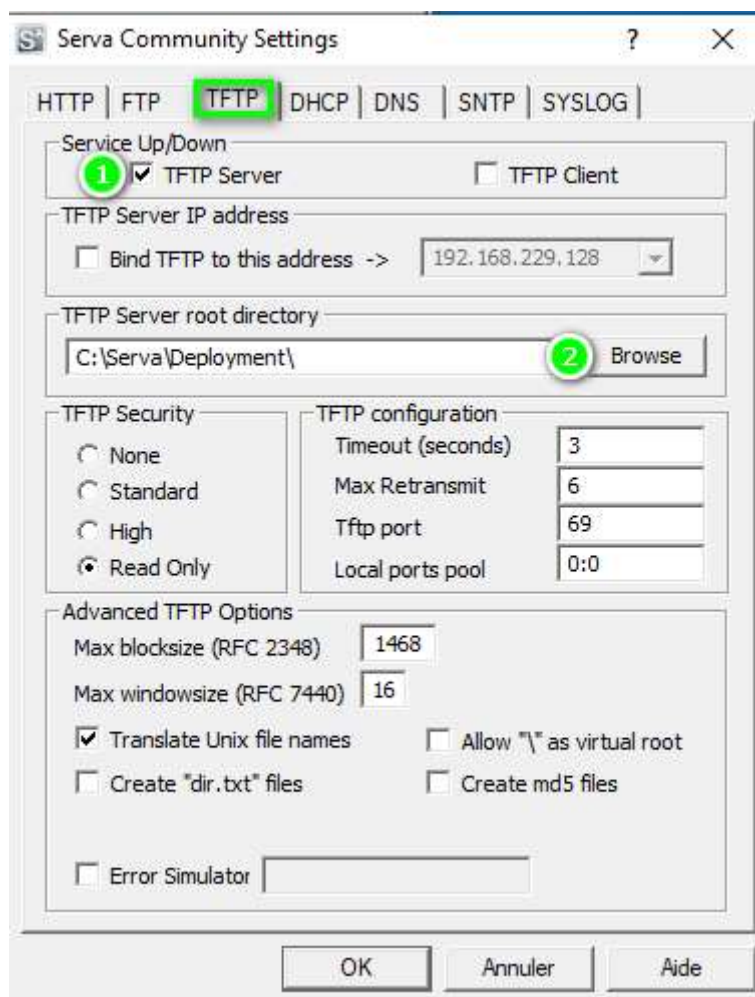 Serva Community Settings ? X
HTTP FTP TFTP DHCP DNS SNTP SYSLOG
Service Up/Down
1 TFTP Server TFTP Client
TFTP Server IP address
Bind TFTP to this address -> 192.168.229.128
TFTP Server root directory
C:\Serva\Deployment\ 2 Browse
TFTP Security
None
Standard
High
Read Only
TFTP configuration
Timeout (seconds) 3
Max Retransmit 6
Tftp port 69
Local ports pool 0:0
Advanced TFTP Options
Max blocksize (RFC 2348) 1468
Max windowsize (RFC 7440) 16
Translate Unix file names Allow "\" as virtual root
Create "dir.txt" files Create md5 files
Error Simulator
OK Annuler Aide